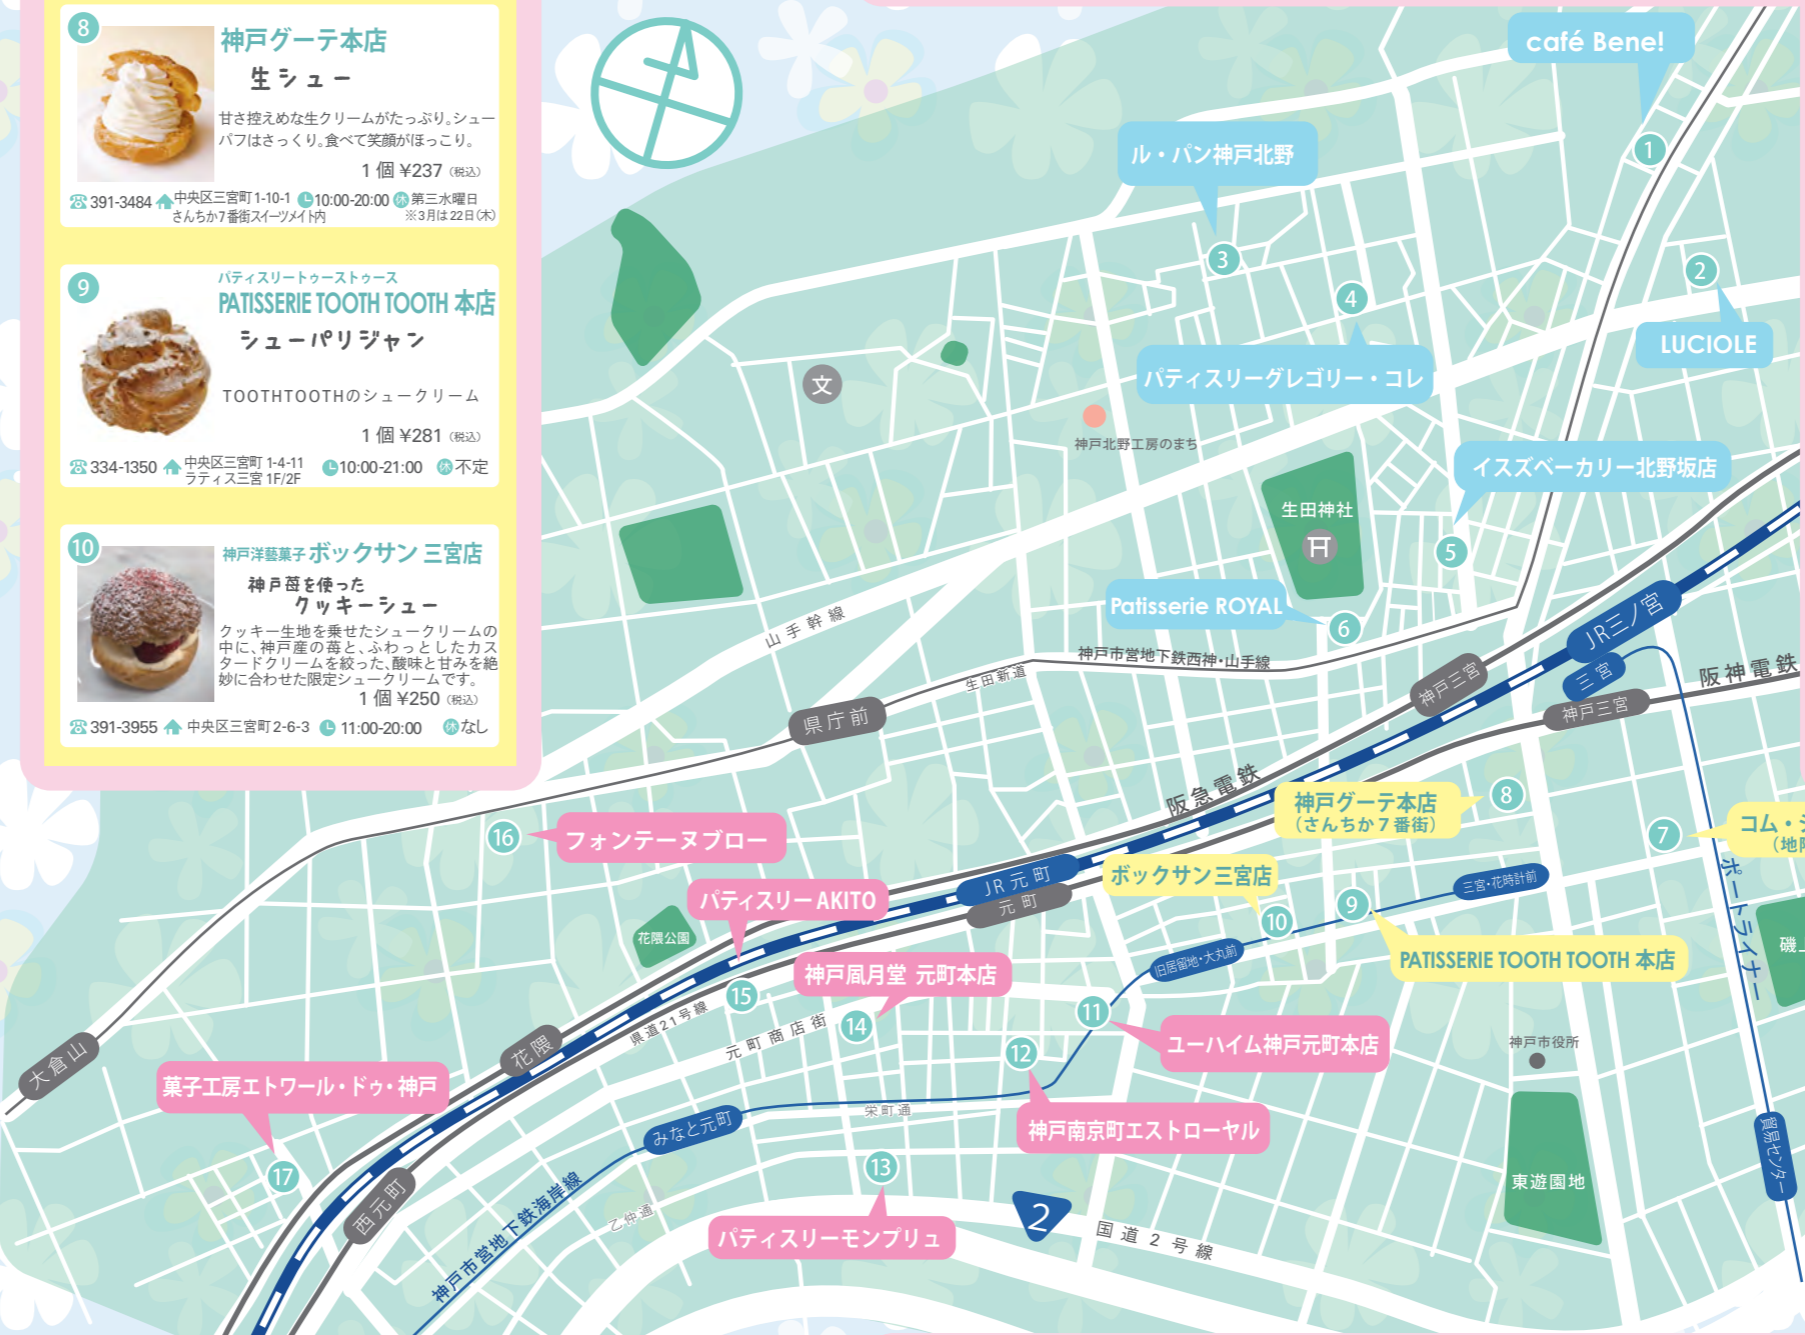 8
神戸グーテ本店
生シュー
甘さ控えめな生クリームがたっぷり。シュー
パフはさっくり。食べて笑顔がほっこり。
1個 ¥237（税込）
391-3484 中央区三宮町1-10-1 10:00-20:00 休 第三水曜日
さんちか7番街スイーツメイト内 ※3月は22日(木)
9
パティスリートゥーストゥース
PATISSERIE TOOTH TOOTH 本店
シューパリジャン
TOOTHTOOTHのシュークリーム
1個 ¥281（税込）
334-1350 中央区三宮町 1-4-11 10:00-21:00 休 不定
ラティス三宮 1F/2F
10
神戸洋藝菓子 ボックサン 三宮店
神戸苺を使った
クッキーシュー
クッキー生地を乗せたシュークリームの
中に、神戸産の苺と、ふわっとしたカス
タードクリームを絞った、酸味と甘みを絶
妙に合わせた限定シュークリームです。
1個 ¥250（税込）
391-3955 中央区三宮町2-6-3 11:00-20:00 休 なし
café Bene!
1
ル・パン神戸北野
3
2
LUCIOLE
4
パティスリーグレゴリー・コレ
文
神戸北野工房のまち
イスズベーカリー北野坂店
5
生田神社
Patisserie ROYAL
6
山手幹線
生田新道
神戸市営地下鉄西神・山手線
県庁前
JR三ノ宮
三宮
神戸三宮
神戸三宮
阪神電鉄
阪急電鉄
神戸グーテ本店
（さんちか7番街）
8
7
コム・シ
（地
ポートライナー
16
フォンテーヌブロー
パティスリー AKITO
JR元町
元町
ボックサン三宮店
10
9
三宮・花時計前
PATISSERIE TOOTH TOOTH 本店
旧居留地・大丸前
花隈公園
神戸凮月堂 元町本店
15
14
県道21号線
元町商店街
11
ユーハイム神戸元町本店
12
神戸南京町エストローヤル
磯上
神戸市役所
東遊園地
貿易センター
大倉山
花隈
菓子工房エトワール・ドゥ・神戸
17
西元町
みなと元町
栄町通
神戸市営地下鉄海岸線
乙仲通
13
パティスリーモンプリュ
2
国道2号線